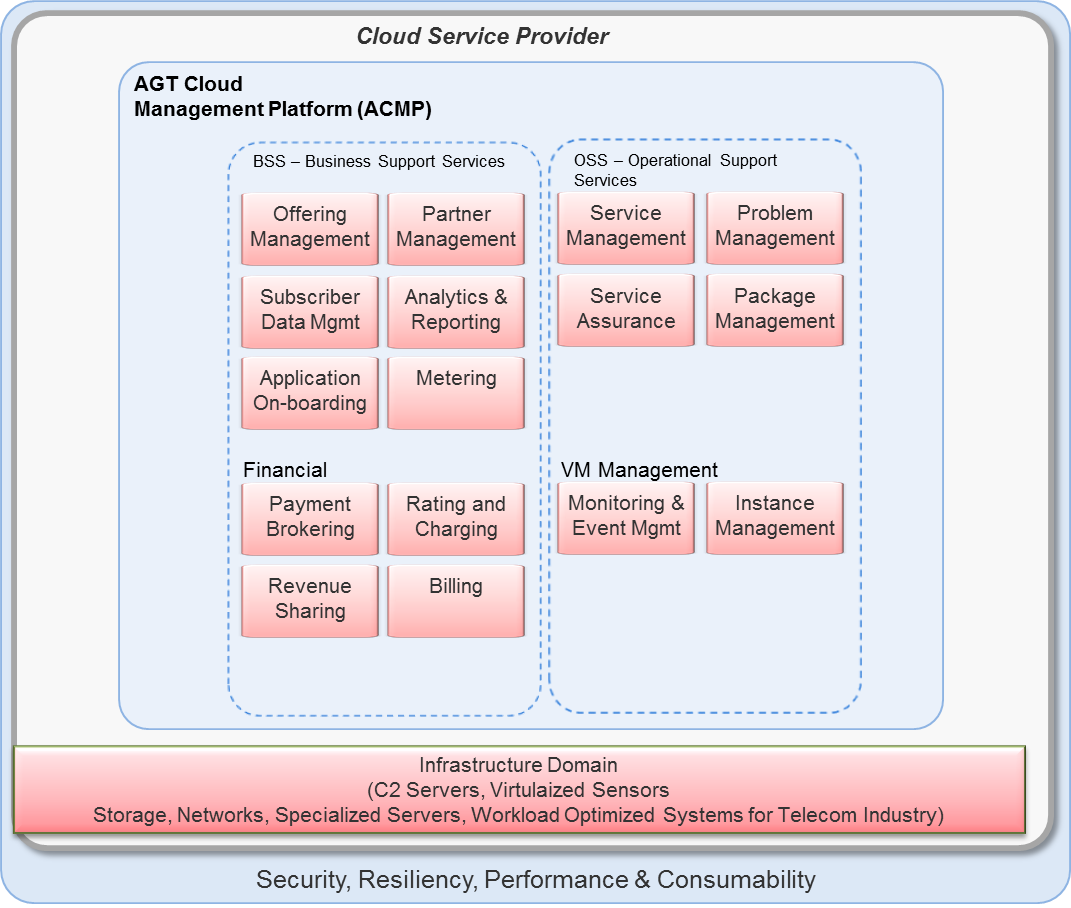 Cloud Service Provider
AGT Cloud
Management Platform (ACMP)
BSS – Business Support Services
Offering
Management
Partner
Management
Subscriber
Data Mgmt
Analytics &
Reporting
Application
On-boarding
Metering
Financial
Payment
Brokering
Rating and
Charging
Revenue
Sharing
Billing
OSS – Operational Support
Services
Service
Management
Problem
Management
Service
Assurance
Package
Management
VM Management
Monitoring &
Event Mgmt
Instance
Management
Infrastructure Domain
(C2 Servers, Virtulaized Sensors
Storage, Networks, Specialized Servers, Workload Optimized Systems for Telecom Industry)
Security, Resiliency, Performance & Consumability